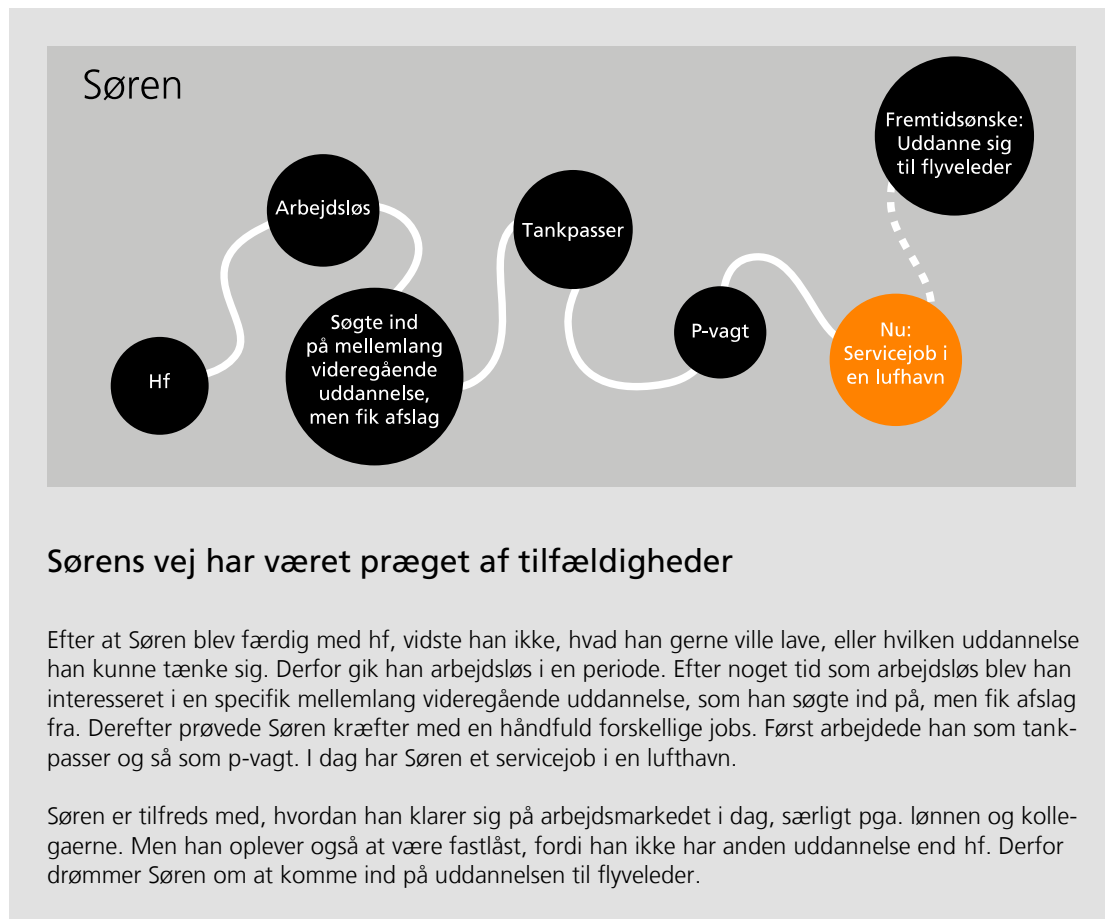 Søren
Hf
Arbejdsløs
Søgte ind
på mellemlang
videregående
uddannelse,
men fik afslag
Tankpasser
P-vagt
Nu:
Servicejob i
en lufhavn
Fremtidsønske:
Uddanne sig
til flyveleder
Sørens vej har været præget af tilfældigheder
Efter at Søren blev færdig med hf, vidste han ikke, hvad han gerne ville lave, eller hvilken uddannelse
han kunne tænke sig. Derfor gik han arbejdsløs i en periode. Efter noget tid som arbejdsløs blev han
interesseret i en specifik mellemlang videregående uddannelse, som han søgte ind på, men fik afslag
fra. Derefter prøvede Søren kræfter med en håndfuld forskellige jobs. Først arbejdede han som tank-
passer og så som p-vagt. I dag har Søren et servicejob i en lufthavn.
Søren er tilfreds med, hvordan han klarer sig på arbejdsmarkedet i dag, særligt pga. lønnen og kolle-
gaerne. Men han oplever også at være fastlåst, fordi han ikke har anden uddannelse end hf. Derfor
drømmer Søren om at komme ind på uddannelsen til flyveleder.